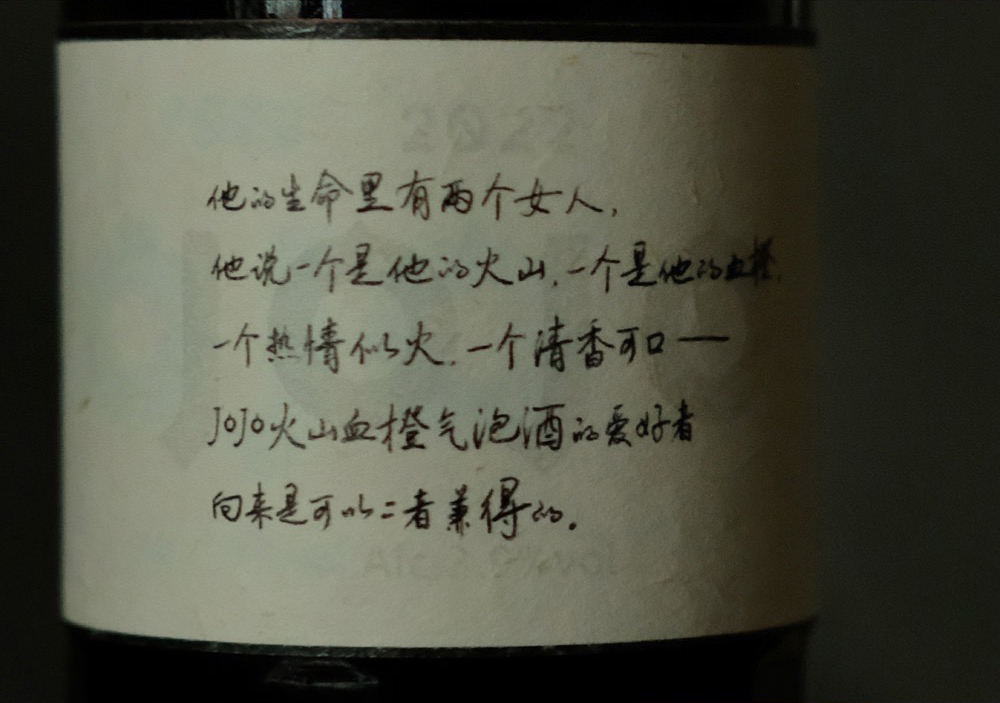 2022
他的生命里有两个女人,
他说一个是他的火山,一个是他的血橙,
一个热情似火,一个清香可口——
JOJO火山血橙气泡酒的爱好者
向来是可以二者兼得的。